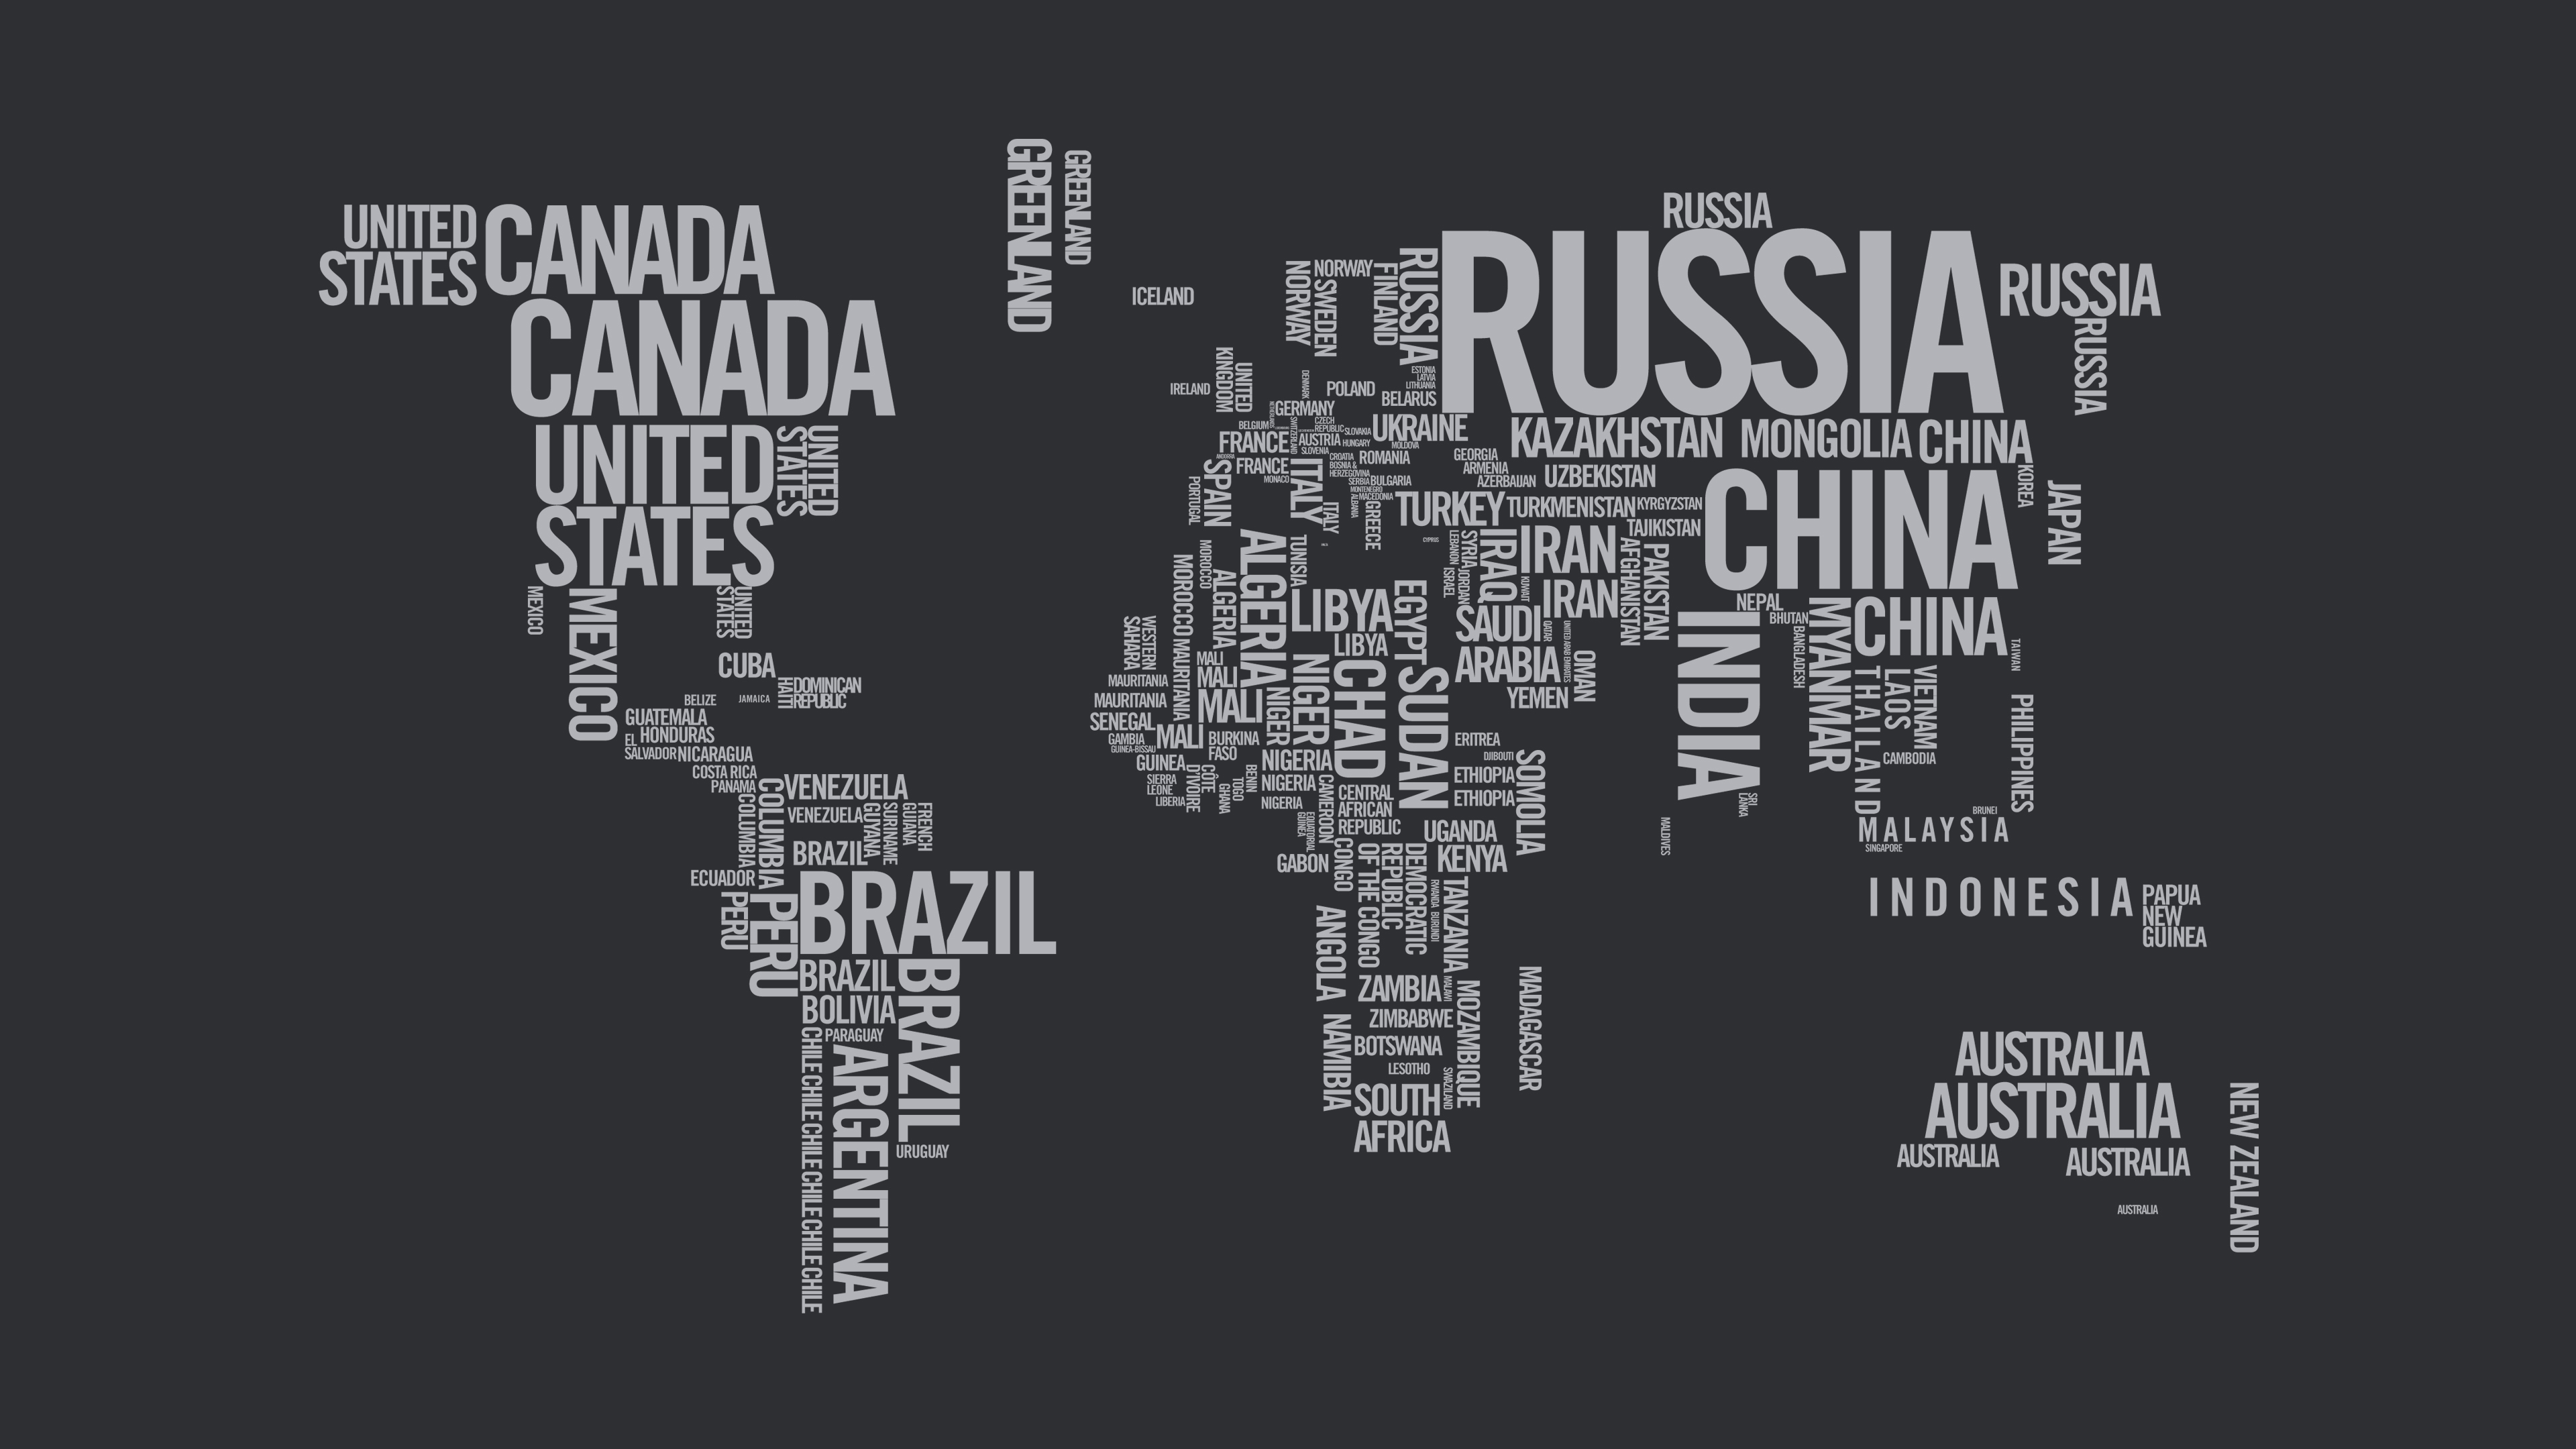 GREENLAND
GREENLAND
UNITED
STATES
CANADA
CANADA
UNITED
STATES
UNITED
STATES
MEXICO
MEXICO
UNITED
STATES
CUBA
HAITI
DOMINICAN
REPUBLIC
BELIZE
JAMAICA
GUATEMALA
EL
SALVADOR
HONDURAS
NICARAGUA
COSTA RICA
PANAMA
COLUMBIA
COLUMBIA
VENEZUELA
VENEZUELA
GUYANA
SURINAME
FRENCH
GUIANA
BRAZIL
ECUADOR
PERU
PERU
BRAZIL
BRAZIL
BRAZIL
BOLIVIA
PARAGUAY
CHILE CHILE CHILE CHILE CHILE CHILE
ARGENTINA
URUGUAY
ICELAND
NORWAY
NORWAY
SWEDEN
FINLAND
RUSSIA
RUSSIA
RUSSIA
RUSSIA
RUSSIA
ESTONIA
LATVIA
LITHUANIA
IRELAND
UNITED
KINGDOM
DENMARK
POLAND
BELARUS
NETHERLANDS
GERMANY
BELGIUM
CZECH
REPUBLIC
SLOVAKIA
UKRAINE
FRANCE
SWITZERLAND
AUSTRIA
HUNGARY
MOLDOVA
SLOVENIA
ANDORRA
FRANCE
MONACO
CROATIA
BOSNIA &
HERZEGOVINA
ROMANIA
SERBIA
BULGARIA
MONTENEGRO
MACEDONIA
ALBANIA
PORTUGAL
SPAIN
ITALY
ITALY
GREECE
CYPRUS
GEORGIA
ARMENIA
AZERBAIJAN
TURKEY
KAZAKHSTAN
MONGOLIA
CHINA
UZBEKISTAN
TURKMENISTAN
KYRGYZSTAN
TAJIKISTAN
CHINA
KOREA
JAPAN
SYRIA
LEBANON
JORDAN
ISRAEL
IRAQ
IRAN
IRAN
KUWAIT
AFGHANISTAN
PAKISTAN
SAUDI
ARABIA
QATAR
UNITED ARAB EMIRATES
OMAN
YEMEN
NEPAL
BHUTAN
BANGLADESH
INDIA
SRI
LANKA
MALDIVES
MYANMAR
CHINA
TAIWAN
THAILAND
LAOS
VIETNAM
CAMBODIA
PHILIPPINES
BRUNEI
MALAYSIA
SINGAPORE
INDONESIA
PAPUA
NEW
GUINEA
MOROCCO
MOROCCO
ALGERIA
ALGERIA
TUNISIA
LIBYA
LIBYA
EGYPT
WESTERN
SAHARA
MAURITANIA
MAURITANIA
MAURITANIA
MALI
MALI
MALI
MALI
NIGER
NIGER
CHAD
SUDAN
SENEGAL
GAMBIA
GUINEA-BISSAU
GUINEA
SIERRA
LEONE
LIBERIA
CÔTE
D'IVOIRE
BURKINA
FASO
GHANA
TOGO
BENIN
NIGERIA
NIGERIA
NIGERIA
CAMEROON
EQUATORIAL
GUINEA
GABON
CONGO
CENTRAL
AFRICAN
REPUBLIC
ERITREA
DJIBOUTI
ETHIOPIA
ETHIOPIA
SOMOLIA
UGANDA
KENYA
DEMOCRATIC
REPUBLIC
OF THE CONGO
RWANDA
BURUNDI
TANZANIA
ANGOLA
ZAMBIA
MALAWI
MOZAMBIQUE
ZIMBABWE
NAMIBIA
BOTSWANA
LESOTHO
SWAZILAND
SOUTH
AFRICA
MADAGASCAR
AUSTRALIA
AUSTRALIA
AUSTRALIA
AUSTRALIA
AUSTRALIA
NEW ZEALAND